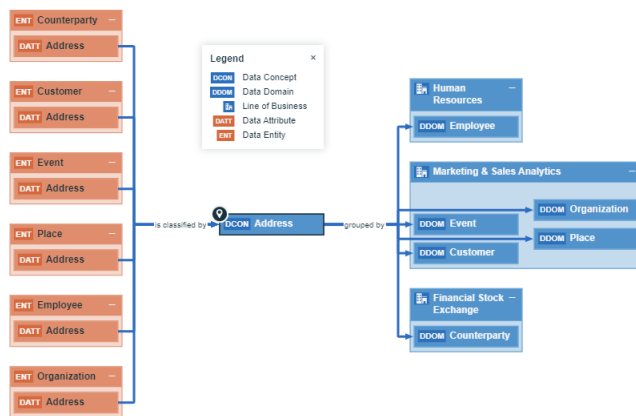 ENT Counterparty
DATT Address
ENT Customer
DATT Address
ENT Event
DATT Address
ENT Place
DATT Address
ENT Employee
DATT Address
ENT Organization
DATT Address
is classified by
Legend ×
DCON Data Concept
DDOM Data Domain
Line of Business
DATT Data Attribute
ENT Data Entity
DCON Address
grouped by
Human
Resources
DDOM Employee
Marketing & Sales Analytics
DDOM Organization
DDOM Event
DDOM Place
DDOM Customer
Financial Stock
Exchange
DDOM Counterparty